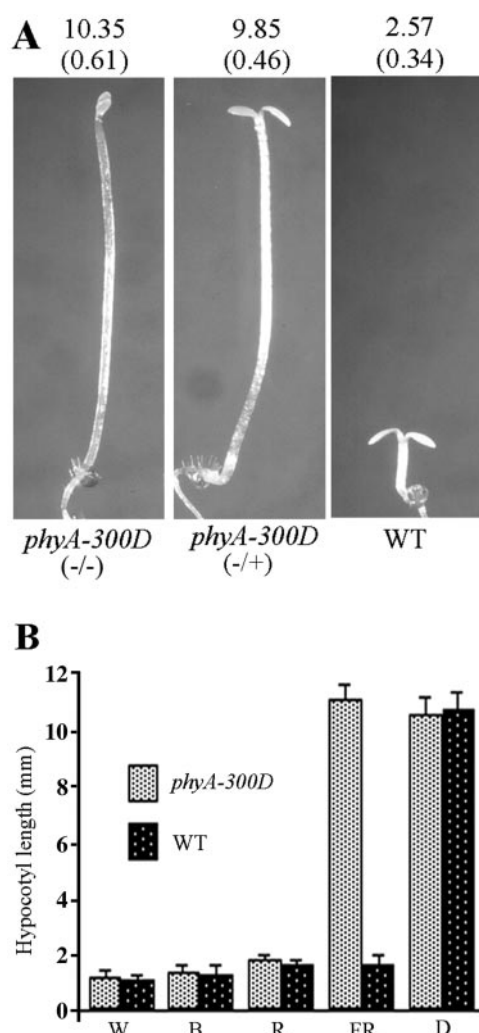 A
10.35 9.85 2.57
(0.61) (0.46) (0.34)
phyA-300D phyA-300D WT
(-/-) (-/+)
B
12
10
8
6
4
2
0
Hypocotyl length (mm)
phyA-300D
WT
W B R FR D